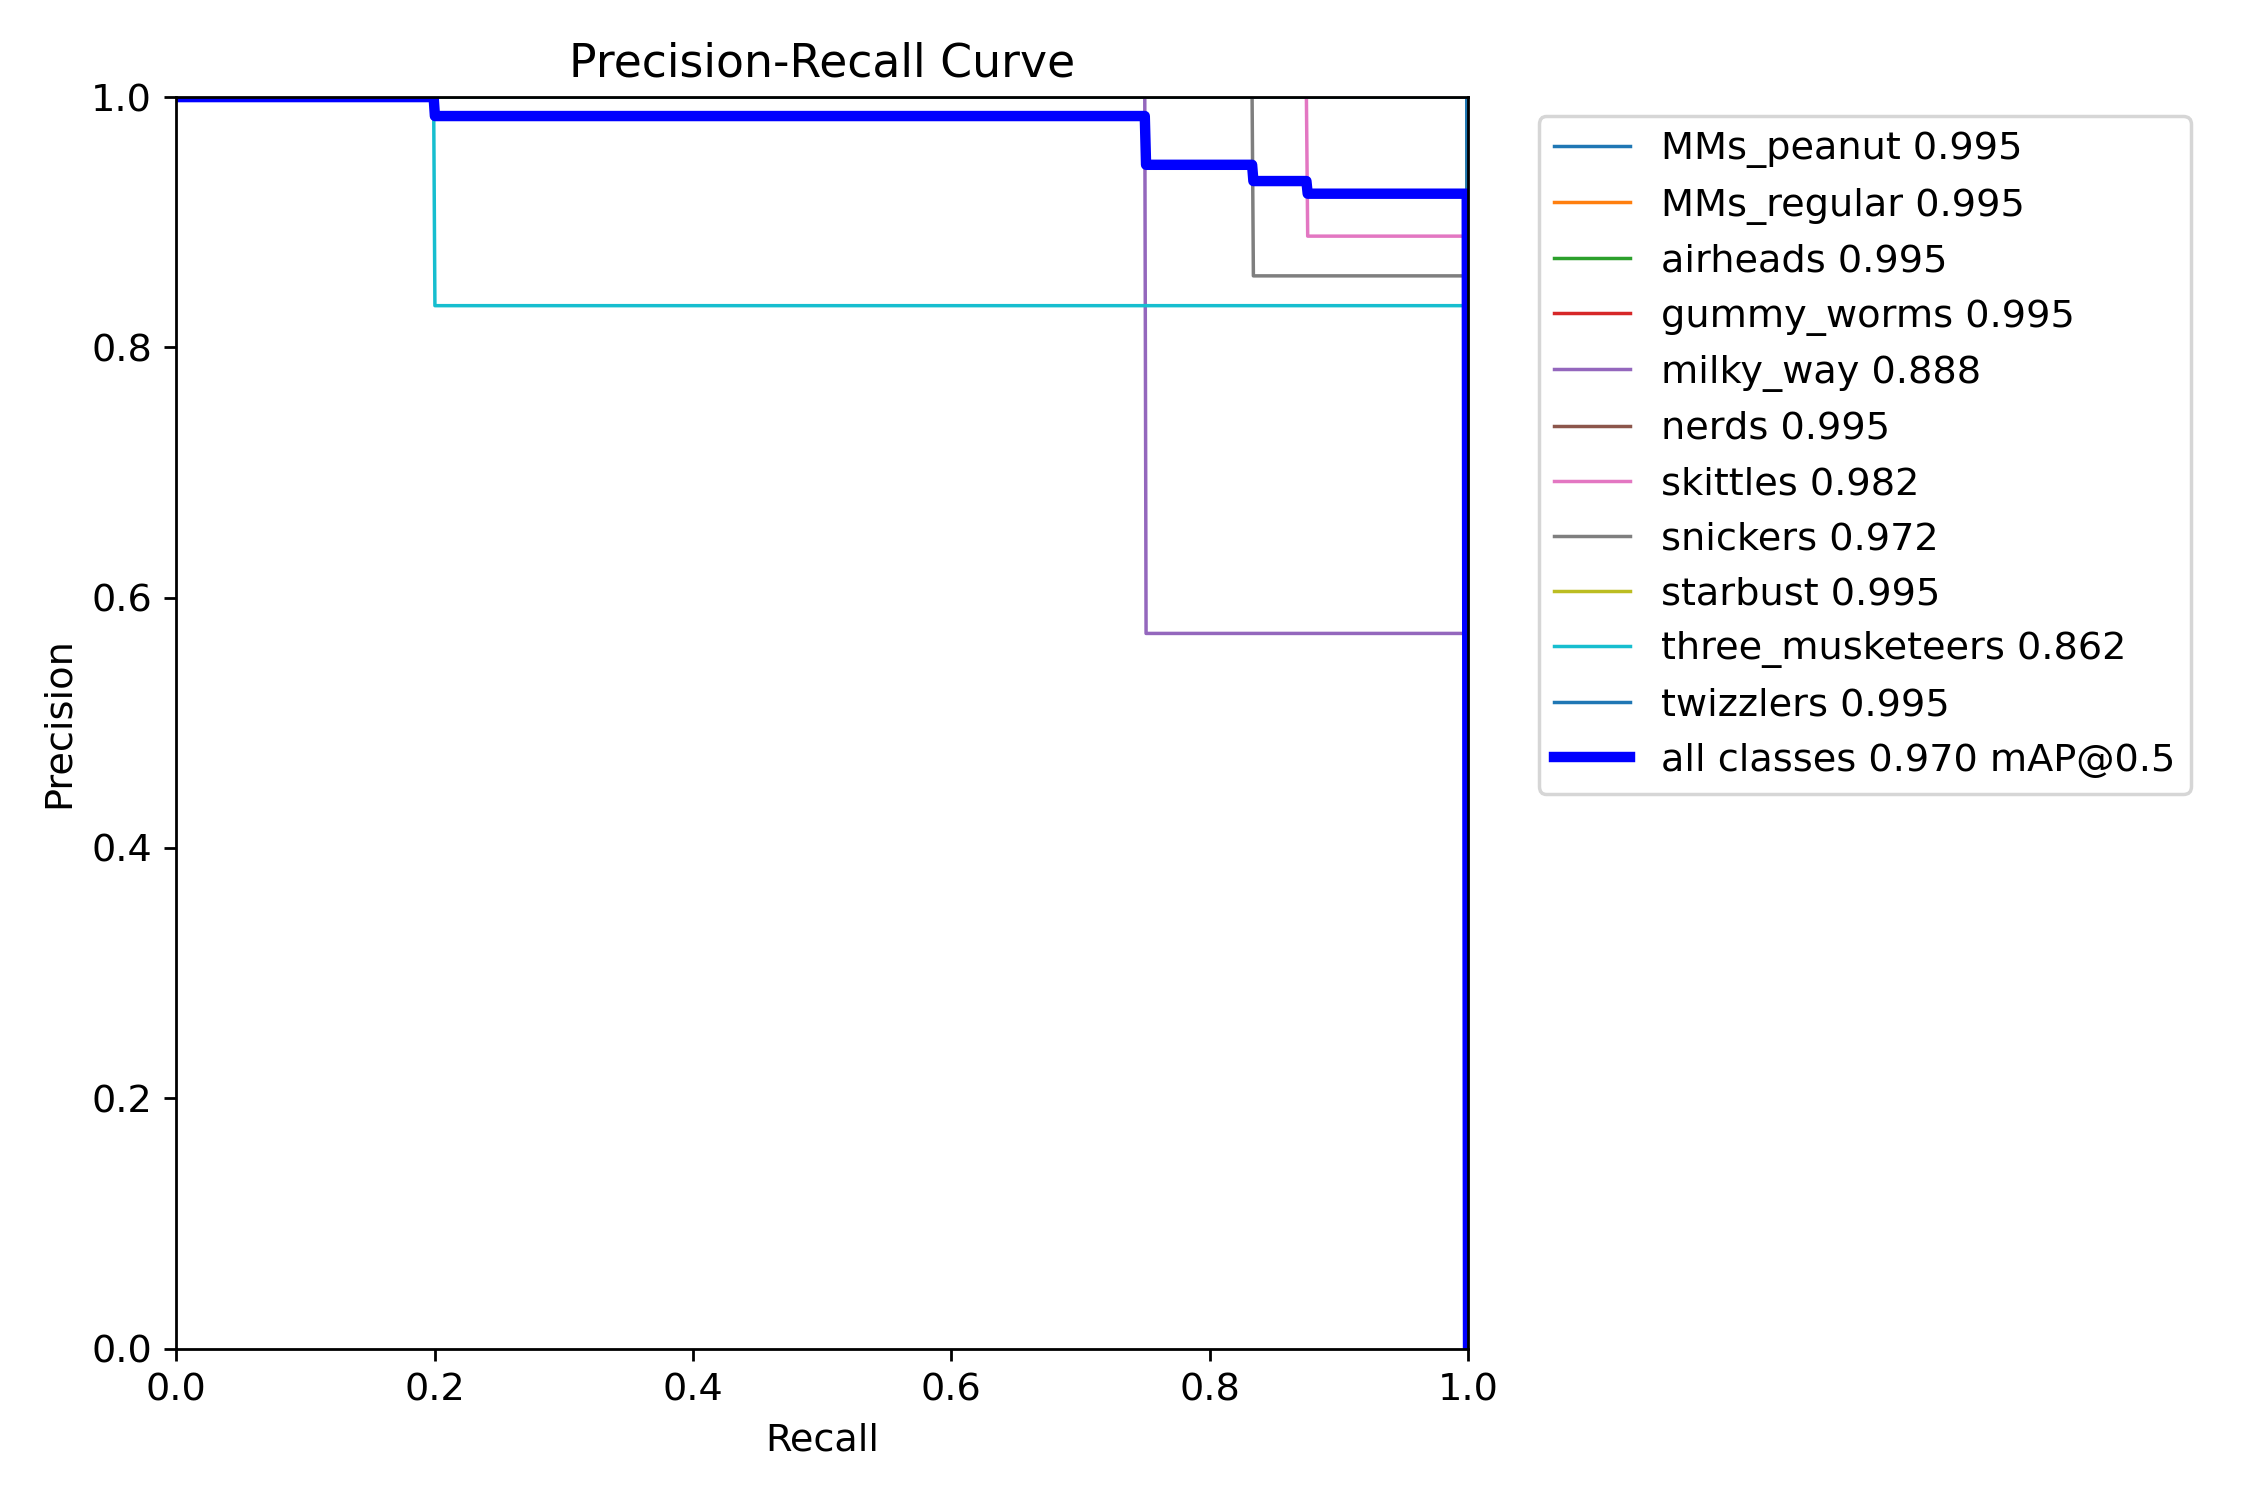 Precision-Recall Curve
1.0
0.8
0.6
0.4
0.2
0.0
Precision
0.0 0.2 0.4 0.6 0.8 1.0
Recall
MMs_peanut 0.995
MMs_regular 0.995
airheads 0.995
gummy_worms 0.995
milky_way 0.888
nerds 0.995
skittles 0.982
snickers 0.972
starbust 0.995
three_musketeers 0.862
twizzlers 0.995
all classes 0.970 mAP@0.5